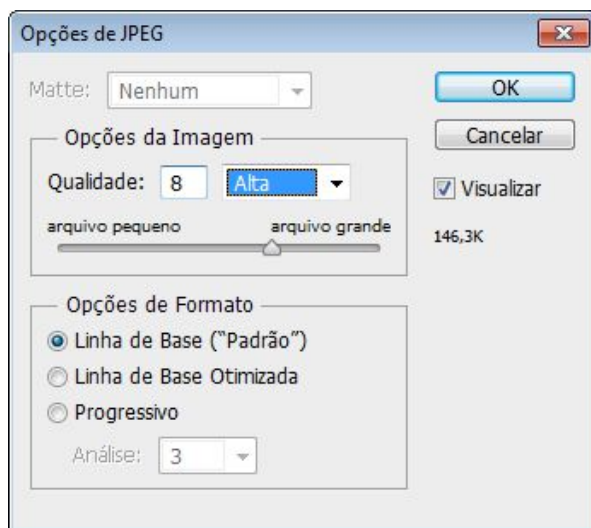 Opções de JPEG
Matte: Nenhum
OK
Opções da Imagem
Cancelar
Qualidade: 8 Alta
Visualizar
arquivo pequeno arquivo grande
146,3K
Opções de Formato
Linha de Base (“Padrão”)
Linha de Base Otimizada
Progressivo
Análise: 3